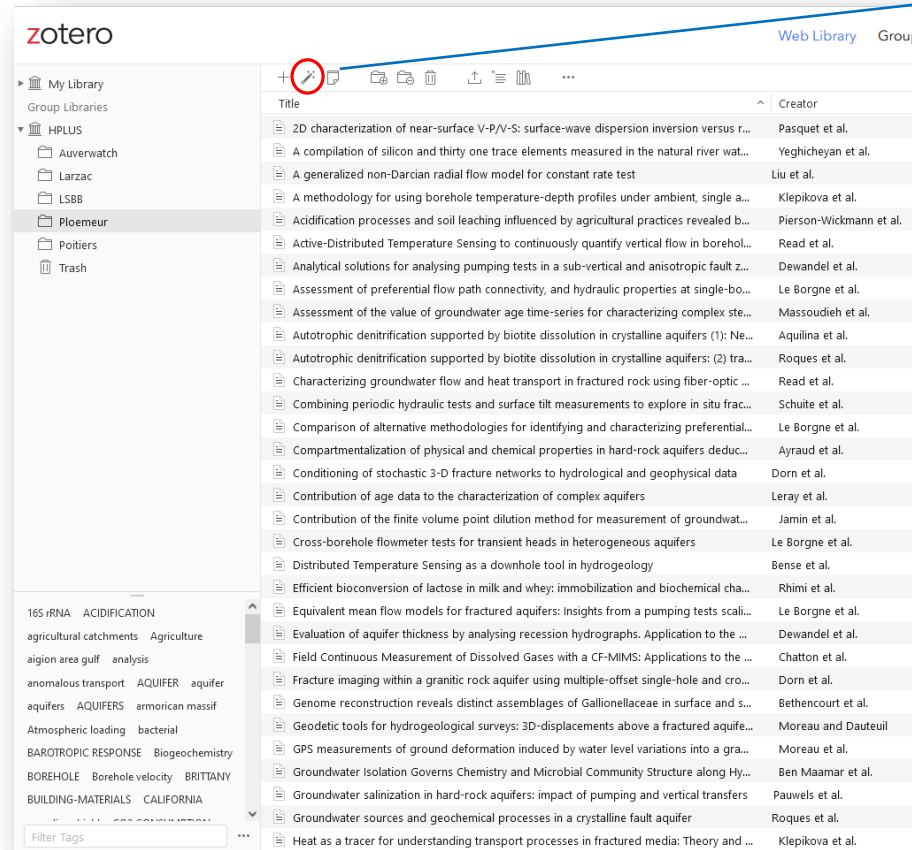 zotero
Web Library Group
My Library
Group Libraries
HPLUS
Auverwatch
Larzac
LSBB
Ploemeur
Poitiers
Trash
Title Creator
2D characterization of near-surface V-P/V-S: surface-wave dispersion inversion versus r... Pasquet et al.
A compilation of silicon and thirty one trace elements measured in the natural river wat... Yeghicheyan et al.
A generalized non-Darcian radial flow model for constant rate test Liu et al.
A methodology for using borehole temperature-depth profiles under ambient, single a... Klepikova et al.
Acidification processes and soil leaching influenced by agricultural practices revealed b... Pierson-Wickmann et al.
Active-Distributed Temperature Sensing to continuously quantify vertical flow in borehol... Read et al.
Analytical solutions for analysing pumping tests in a sub-vertical and anisotropic fault z... Dewandel et al.
Assessment of preferential flow path connectivity, and hydraulic properties at single-bo... Le Borgne et al.
Assessment of the value of groundwater age time-series for characterizing complex ste... Massoudieh et al.
Autotrophic denitrification supported by biotite dissolution in crystalline aquifers (1): Ne... Aquilina et al.
Autotrophic denitrification supported by biotite dissolution in crystalline aquifers: (2) tra... Roques et al.
Characterizing groundwater flow and heat transport in fractured rock using fiber-optic ... Read et al.
Combining periodic hydraulic tests and surface tilt measurements to explore in situ frac... Schuite et al.
Comparison of alternative methodologies for identifying and characterizing preferential... Le Borgne et al.
Compartmentalization of physical and chemical properties in hard-rock aquifers deduc... Ayraud et al.
Conditioning of stochastic 3-D fracture networks to hydrological and geophysical data Dorn et al.
Contribution of age data to the characterization of complex aquifers Leray et al.
Contribution of the finite volume point dilution method for measurement of groundwat... Jamin et al.
Cross-borehole flowmeter tests for transient heads in heterogeneous aquifers Le Borgne et al.
Distributed Temperature Sensing as a downhole tool in hydrogeology Bense et al.
Efficient bioconversion of lactose in milk and whey: immobilization and biochemical cha... Rhimi et al.
Equivalent mean flow models for fractured aquifers: Insights from a pumping tests scali... Le Borgne et al.
Evaluation of aquifer thickness by analysing recession hydrographs. Application to the ... Dewandel et al.
Field Continuous Measurement of Dissolved Gases with a CF-MIMS: Applications to the ... Chatton et al.
Fracture imaging within a granitic rock aquifer using multiple-offset single-hole and cro... Dorn et al.
Genome reconstruction reveals distinct assemblages of Gallionellaceae in surface and s... Bethencourt et al.
Geodetic tools for hydrogeological surveys: 3D-displacements above a fractured aquife... Moreau and Dauteuil
GPS measurements of ground deformation induced by water level variations into a gra... Moreau et al.
Groundwater Isolation Governs Chemistry and Microbial Community Structure along Hy... Ben Maamar et al.
Groundwater salinization in hard-rock aquifers: impact of pumping and vertical transfers Pauwels et al.
Groundwater sources and geochemical processes in a crystalline fault aquifer Roques et al.
Heat as a tracer for understanding transport processes in fractured media: Theory and ... Klepikova et al.
16S rRNA ACIDIFICATION
agricultural catchments Agriculture
aigion area gulf analysis
anomalous transport AQUIFER aquifer
aquifers AQUIFERS armorican massif
Atmospheric loading bacterial
BAROTROPIC RESPONSE Biogeochemistry
BOREHOLE Borehole velocity BRITTANY
BUILDING-MATERIALS CALIFORNIA
Filter Tags